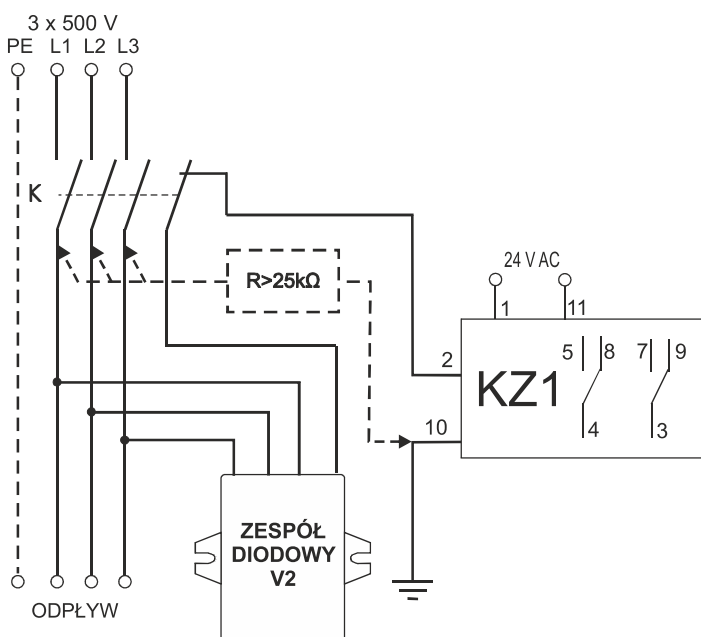 3 x 500 V
PE L1 L2 L3
K
R>25kΩ
24 V AC
1 11
2
KZ1
5 8 7 9
10
4 3
ZESPÓŁ
DIODOWY
V2
ODPŁYW